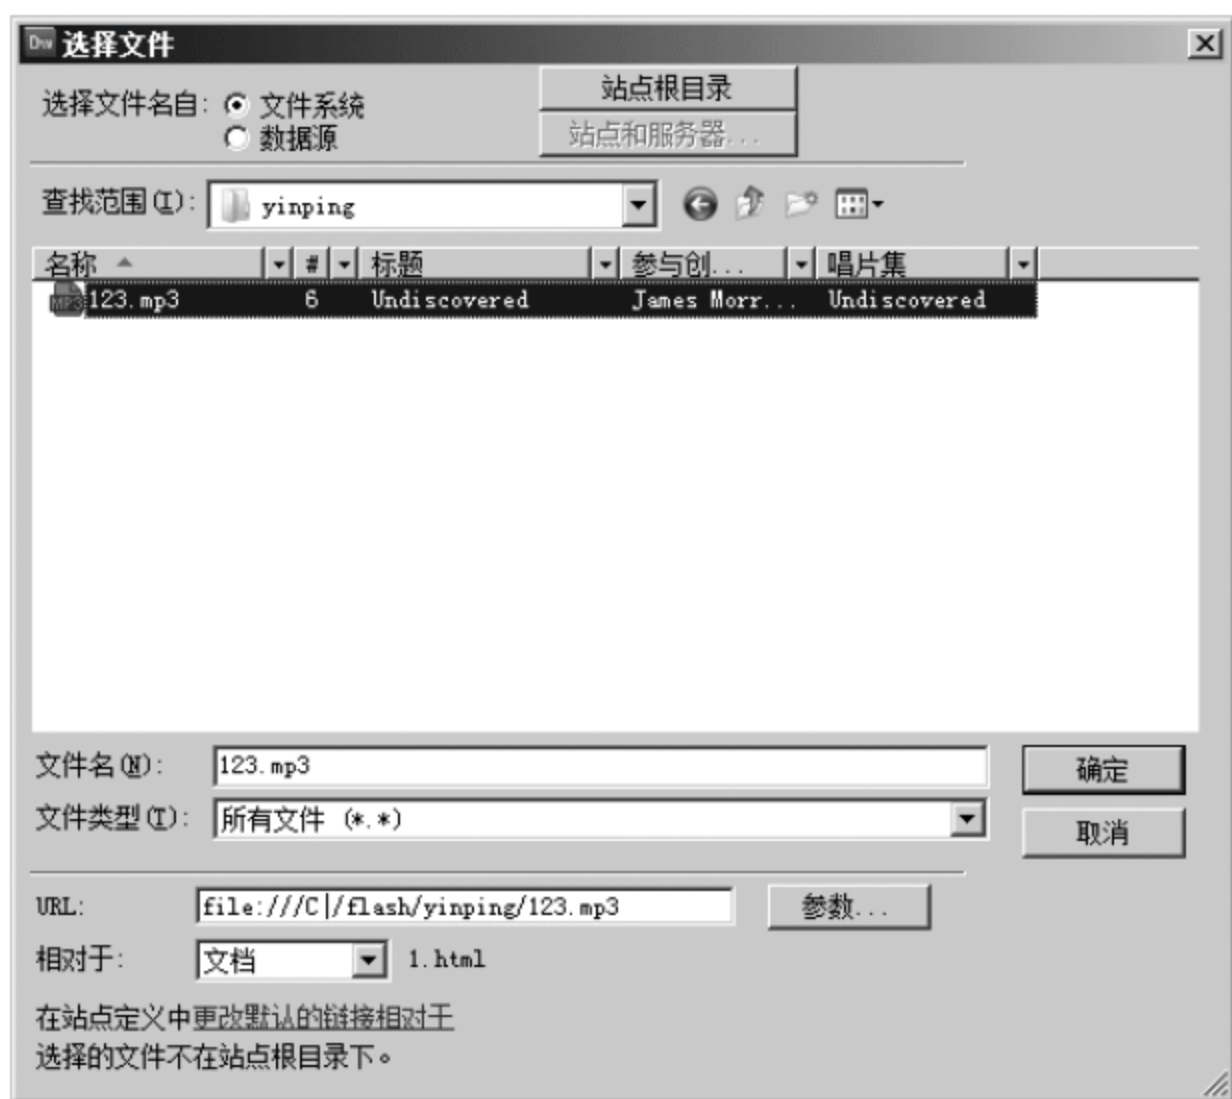 Dw 选择文件
选择文件名自: 文件系统
数据源
站点根目录
站点和服务器...
查找范围(I): yinping
名称 # 标题 参与创... 唱片集
123.mp3 6 Undiscovered James Morr... Undiscovered
文件名(N): 123.mp3
确定
文件类型(T): 所有文件 (*.*)
取消
URL: file:///C|/flash/yinping/123.mp3 参数...
相对于: 文档 1.html
在站点定义中更改默认的链接相对于
选择的文件不在站点根目录下。